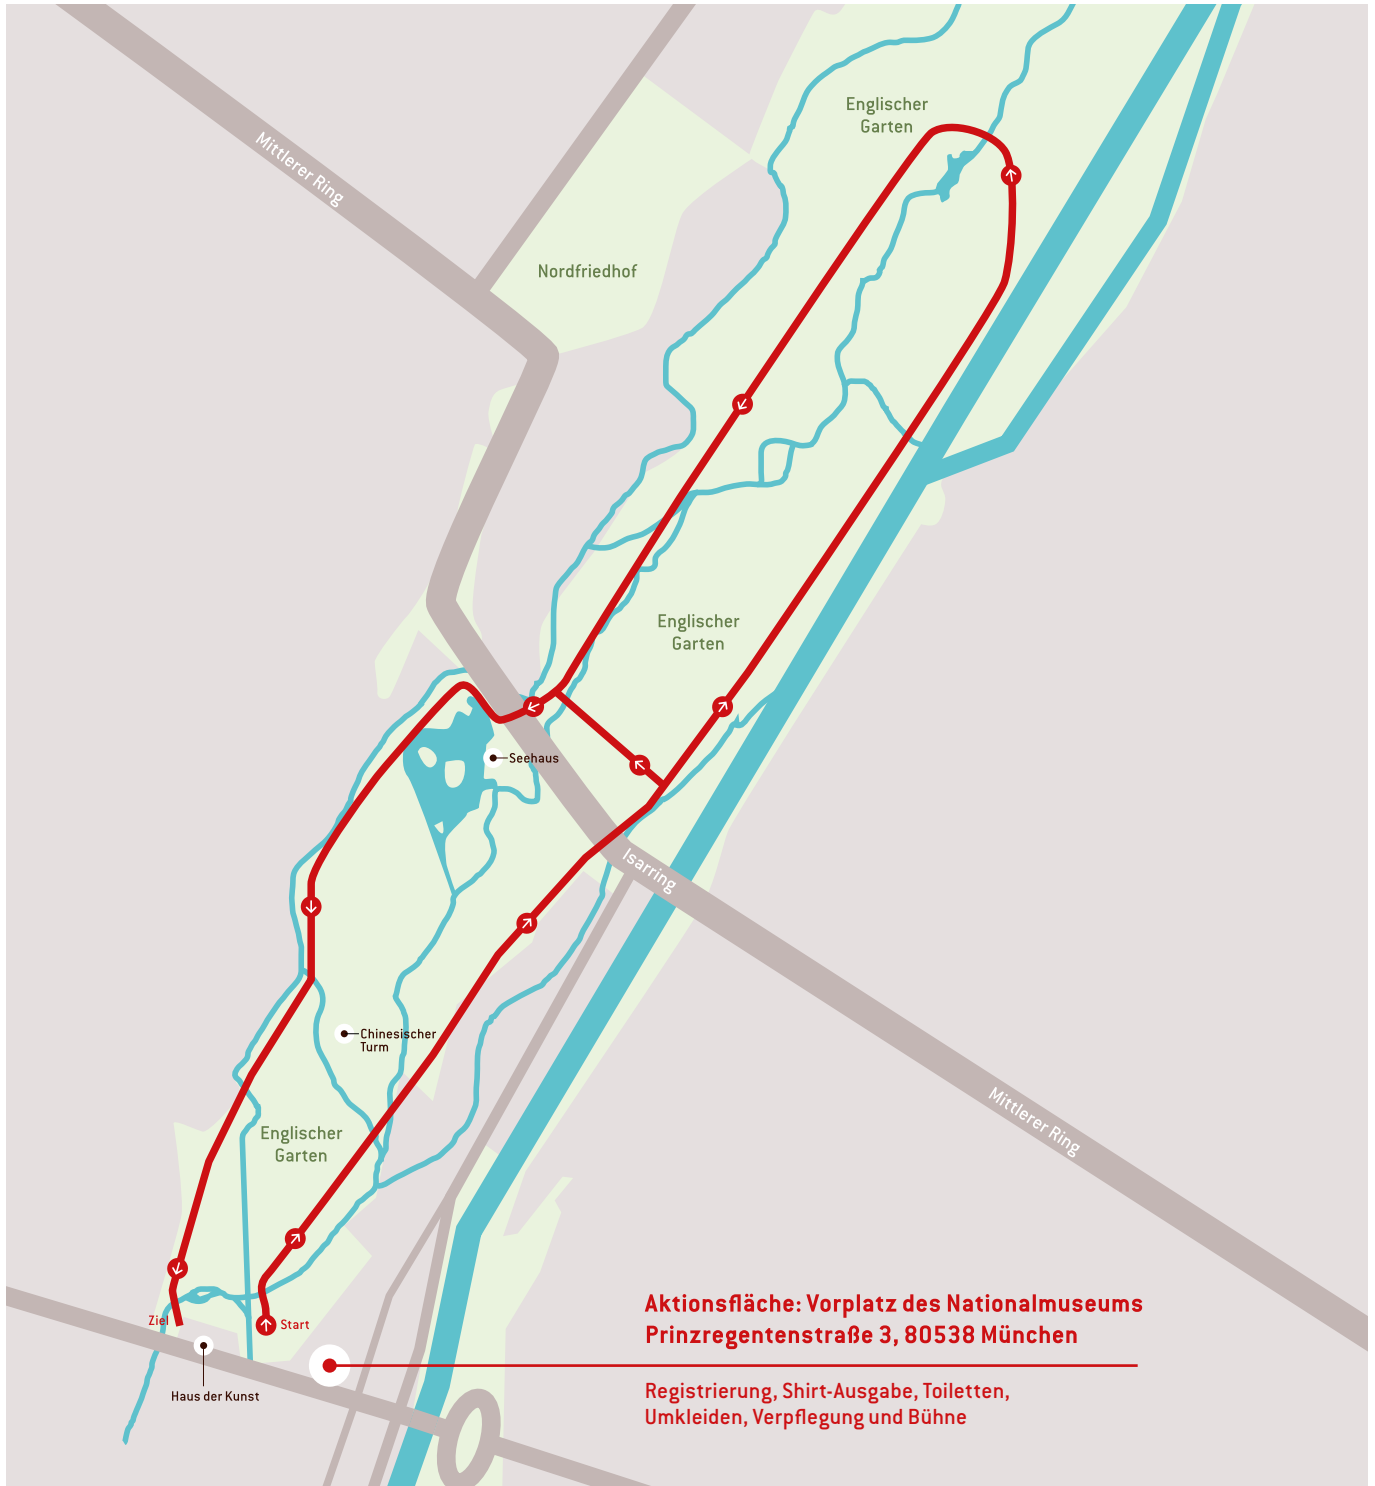 Englischer
Garten
Mittlerer Ring
Nordfriedhof
Englischer
Garten
Seehaus
Isarring
Chinesischer
Turm
Mittlerer Ring
Englischer
Garten
Ziel
Start
Haus der Kunst
Aktionsfläche: Vorplatz des Nationalmuseums
Prinzregentenstraße 3, 80538 München
Registrierung, Shirt-Ausgabe, Toiletten,
Umkleiden, Verpflegung und Bühne